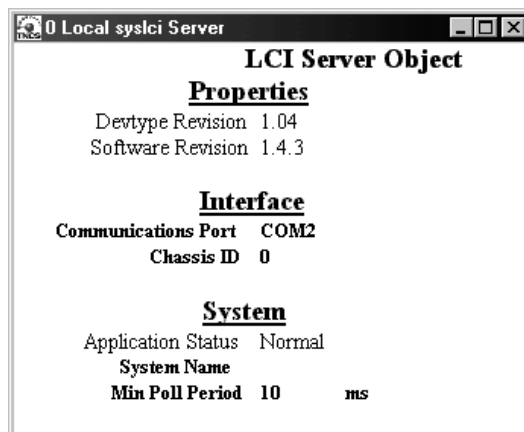 0 Local syslci Server
LCI Server Object
Properties
Devtype Revision 1.04
Software Revision 1.4.3
Interface
Communications Port COM2
Chassis ID 0
System
Application Status Normal
System Name
Min Poll Period 10 ms